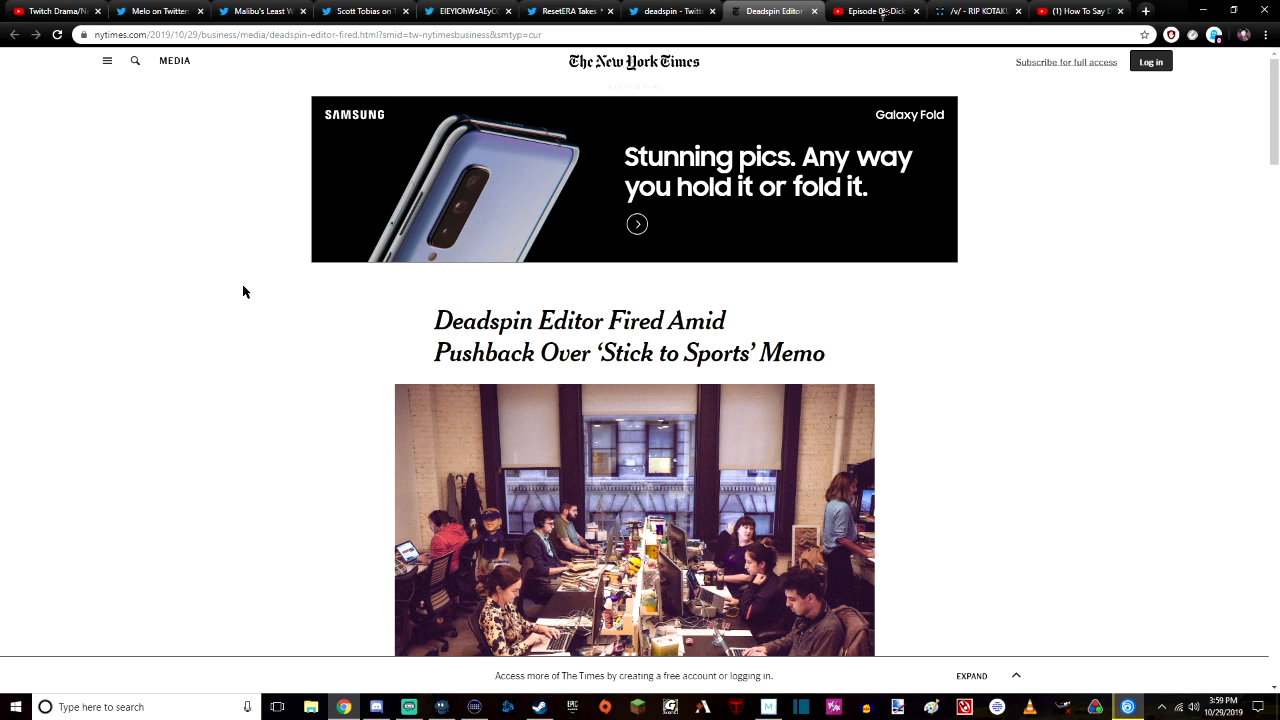 Twitch Drama/Ne
Melo on Twitter
Malibu's Least W
Scott Tobias on T
EIEYIOhWsAEyC
ResetERA Takes
deadspin - Twitter
Deadspin Editor
Episode 65-Dick
/v/ - RIP KOTAKU
(1) How To Say D
nytimes.com/2019/10/29/business/media/deadspin-editor-fired.html?smid=tw-nytimesbusiness&smtyp=cur
MEDIA
The New York Times
Subscribe for full access
Log in
ADVERTISEMENT
SAMSUNG
Galaxy Fold
Stunning pics. Any way
you hold it or fold it.
Deadspin Editor Fired Amid
Pushback Over ‘Stick to Sports’ Memo
Access more of The Times by creating a free account or logging in.
EXPAND
Type here to search
3:59 PM
10/29/2019